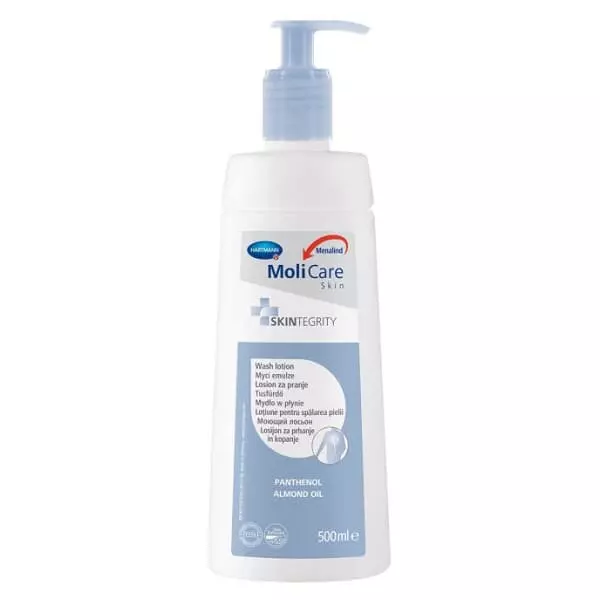 HARTMANN
Menalind
MoliCare
Skin
SKINTEGRITY
Wash lotion
Mycí emulze
Losion za pranje
Tusfürdő
Mydło w płynie
Loțiune pentru spălarea pielii
Моющий лосьон
Losijon za prhanje
in kopanje
PANTHENOL
ALMOND OIL
500ml e